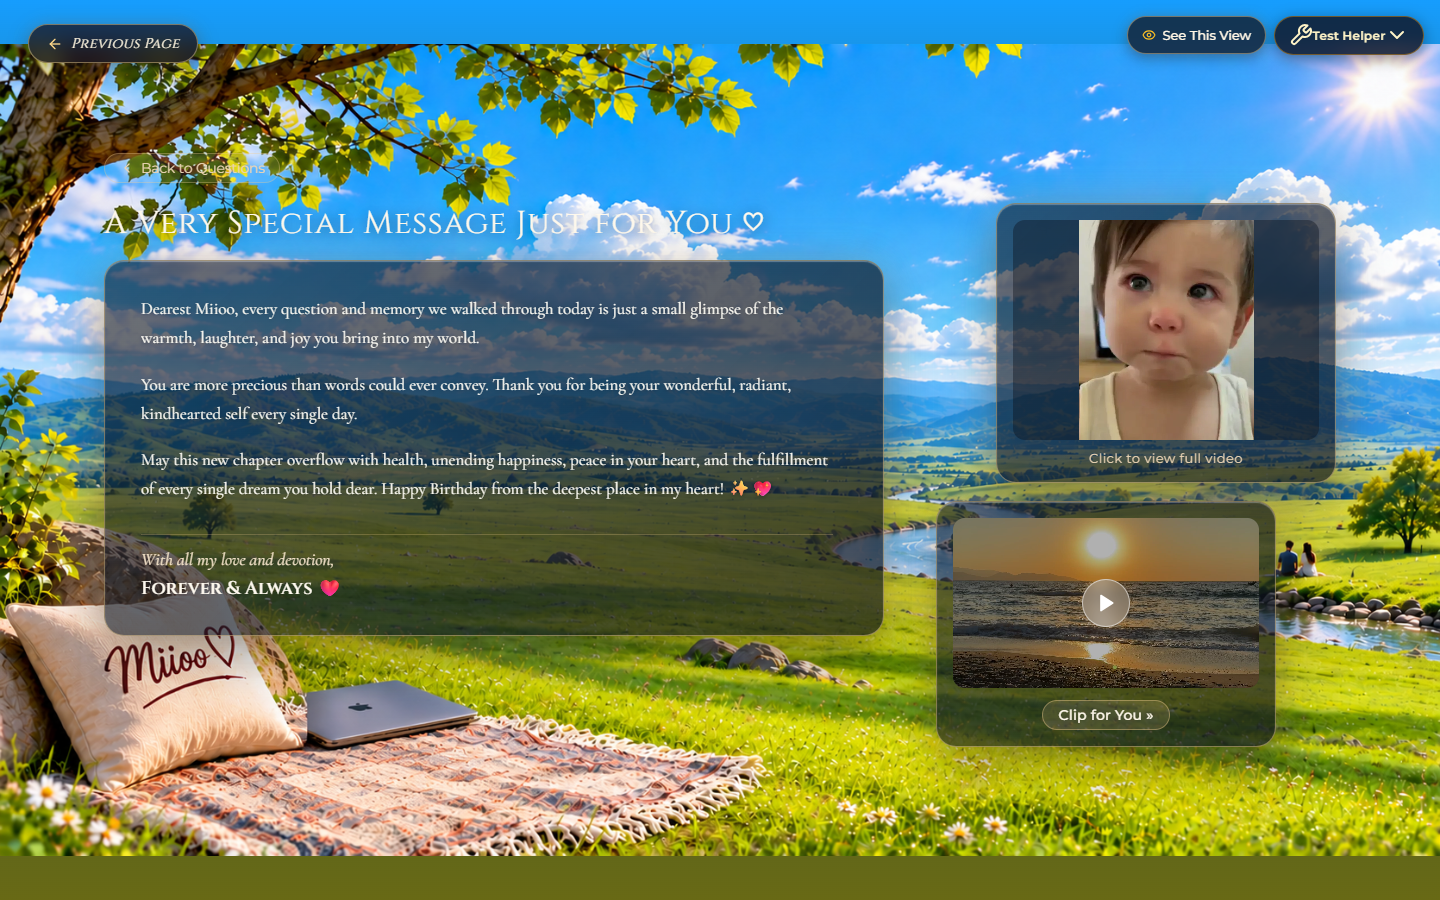 ← Previous Page
See This View
Test Helper
Back to Questions
A Very Special Message Just for You ♡
Dearest Miioo, every question and memory we walked through today is just a small glimpse of the
warmth, laughter, and joy you bring into my world.
You are more precious than words could ever convey. Thank you for being your wonderful, radiant,
kindhearted self every single day.
May this new chapter overflow with health, unending happiness, peace in your heart, and the fulfillment
of every single dream you hold dear. Happy Birthday from the deepest place in my heart! ✨ 💖
With all my love and devotion,
Forever & Always ❤️
Click to view full video
Clip for You »
Miioo♡